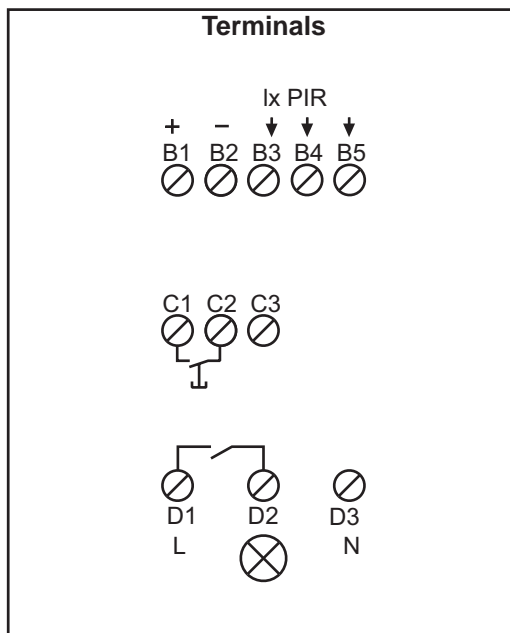 Terminals
lx PIR
+ −
B1 B2 B3 B4 B5
C1 C2 C3
D1 D2 D3
L N